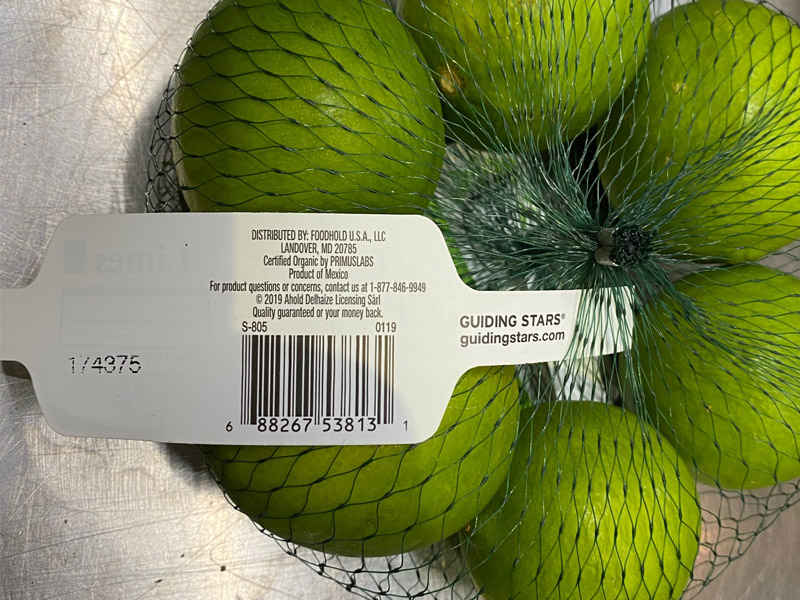 DISTRIBUTED BY: FOODHOLD U.S.A., LLC
LANDOVER, MD 20785
Certified Organic by PRIMUSLABS
Product of Mexico
For product questions or concerns, contact us at 1-877-846-9949
© 2019 Ahold Delhaize Licensing Sàrl
Quality guaranteed or your money back.
S-805 0119
6 88267 53813 1
174375
GUIDING STARS®
guidingstars.com
Limes